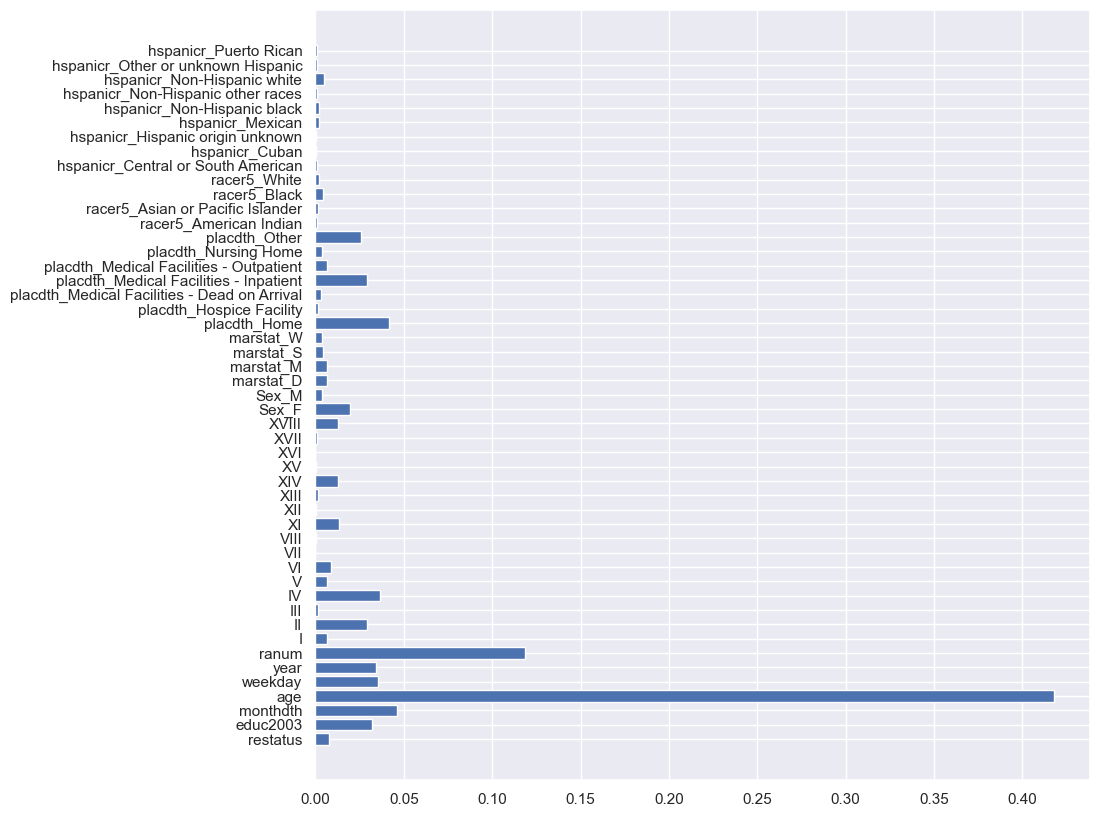 hspanicr_Puerto Rican
hspanicr_Other or unknown Hispanic
hspanicr_Non-Hispanic white
hspanicr_Non-Hispanic other races
hspanicr_Non-Hispanic black
hspanicr_Mexican
hspanicr_Hispanic origin unknown
hspanicr_Cuban
hspanicr_Central or South American
racer5_White
racer5_Black
racer5_Asian or Pacific Islander
racer5_American Indian
placdth_Other
placdth_Nursing Home
placdth_Medical Facilities - Outpatient
placdth_Medical Facilities - Inpatient
placdth_Medical Facilities - Dead on Arrival
placdth_Hospice Facility
placdth_Home
marstat_W
marstat_S
marstat_M
marstat_D
Sex_M
Sex_F
XVIII
XVII
XVI
XV
XIV
XIII
XII
XI
VIII
VII
VI
V
IV
III
II
I
ranum
year
weekday
age
monthdth
educ2003
restatus
0.00 0.05 0.10 0.15 0.20 0.25 0.30 0.35 0.40